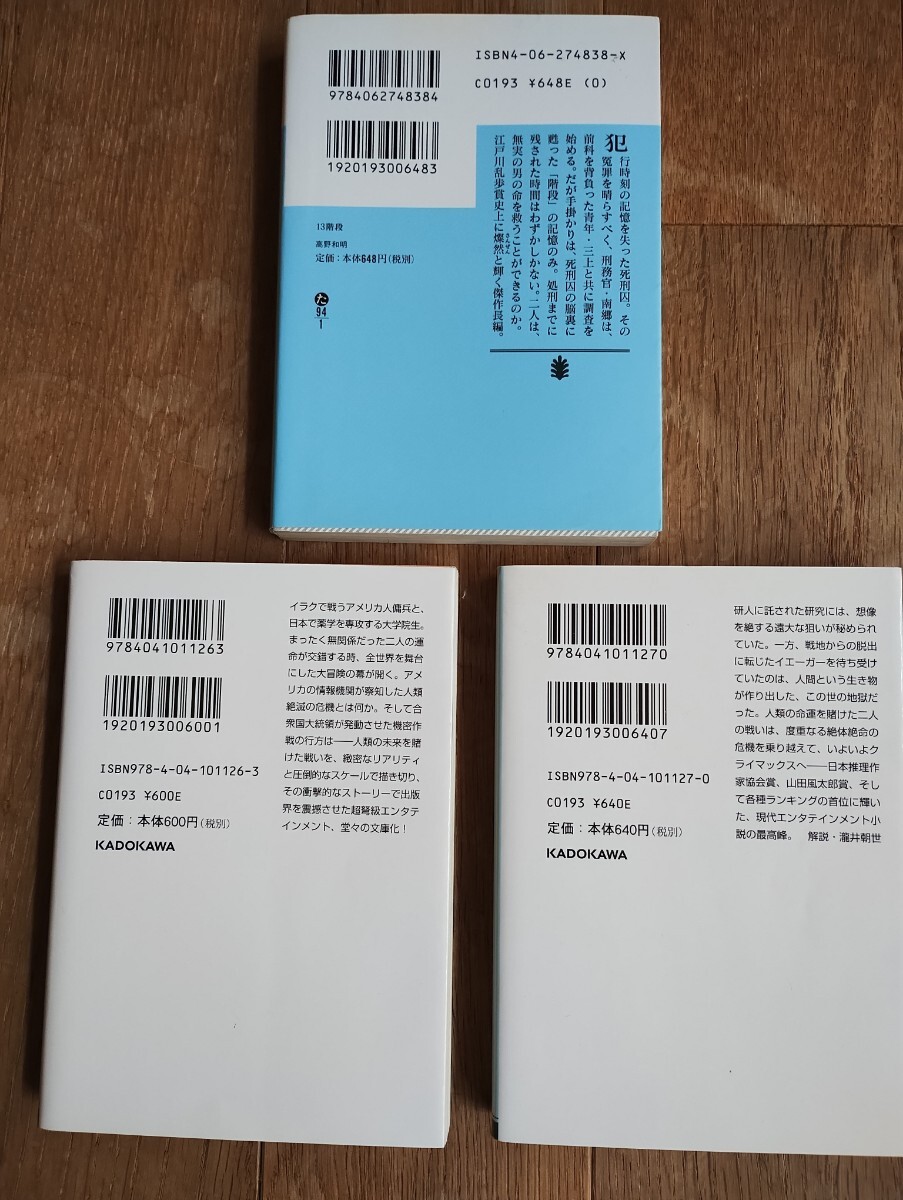 ISBN4-06-274838-X
C0193 ¥648E (0)
9784062748384
1920193006483
13階段
高野和明
定価：本体648円（税別）
た
94
1
犯行時刻の記憶を失った死刑囚。その
冤罪を晴らすべく、刑務官・南郷は、
前科を背負った青年・三上と共に調査を
始める。だが手掛かりは、死刑囚の脳裏に
甦った「階段」の記憶のみ。処刑までに
残された時間はわずかしかない。二人は、
無実の男の命を救うことができるのか。
江戸川乱歩賞史上に燦然と輝く傑作長編。
さんぜん
9784041011263
1920193006001
ISBN978-4-04-101126-3
C0193 ¥600E
定価：本体600円（税別）
KADOKAWA
イラクで戦うアメリカ人傭兵と、
日本で薬学を専攻する大学院生。
まったく無関係だった二人の運
命が交錯する時、全世界を舞台
にした大冒険の幕が開く。アメ
リカの情報機関が察知した人類
絶滅の危機とは何か。そして合
衆国大統領が発動させた機密作
戦の行方は――人類の未来を賭
けた戦いを、緻密なリアリティ
と圧倒的なスケールで描き切り、
その衝撃的なストーリーで出版
界を震撼させた超弩級エンタテ
インメント、堂々の文庫化！
9784041011270
1920193006407
ISBN978-4-04-101127-0
C0193 ¥640E
定価：本体640円（税別）
KADOKAWA
研人に託された研究には、想像
を絶する遠大な狙いが秘められ
ていた。一方、戦地からの脱出
に転じたイエーガーを待ち受け
ていたのは、人間という生き物
が作り出した、この世の地獄だ
った。人類の命運を賭けた二人
の戦いは、度重なる絶体絶命の
危機を乗り越えて、いよいよク
ライマックスへ――日本推理作
家協会賞、山田風太郎賞、そし
て各種ランキングの首位に輝い
た、現代エンタテインメント小
説の最高峰。 解説・瀧井朝世